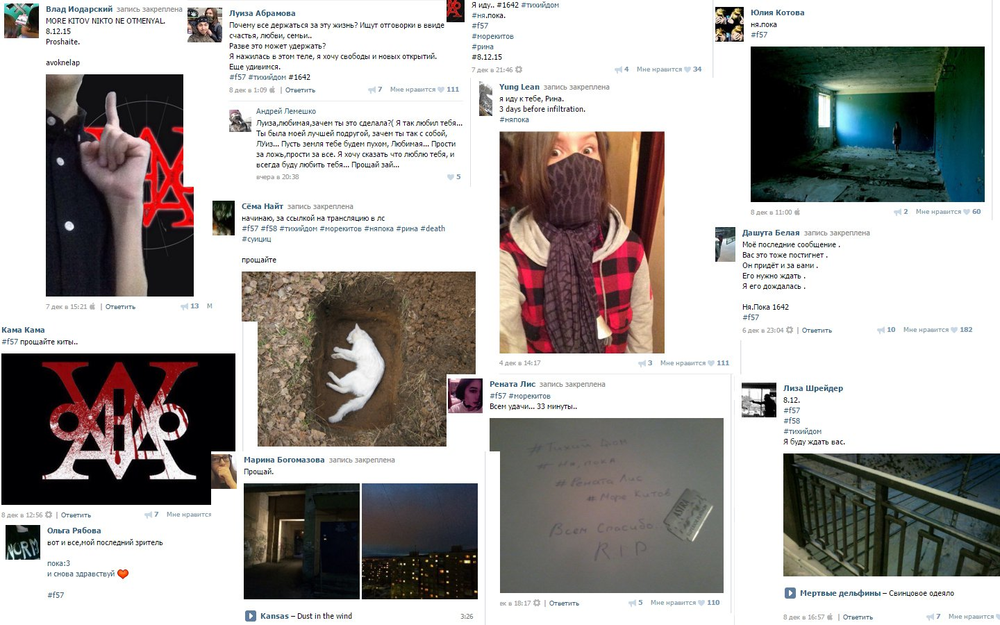 Влад Иодарский запись закреплена
MORE KITOV NIKTO NE OTMENYAL.
8.12.15
Proshaite.
avoknelap
7 дек в 15:21 | Ответить 13 М
Кама Кама
#f57 прощайте киты..
8 дек в 12:56 | Ответить 7 Мне нравится
NORM
Ольга Рябова
вот и все,мой последний зритель
пока:3
и снова здравствуй
#f57
Луиза Абрамова
Почему все держаться за эту жизнь? Ищут отговорки в ввиде
счастья, любви, семьи..
Разве это может удержать?
Я нажилась в этом теле, я хочу свободы и новых открытий.
Еще удивимся.
#f57 #тихийдом #1642
8 дек в 1:09 | Ответить 7 Мне нравится 111
Андрей Лемешко
Луиза,любимая,зачем ты это сделала?( Я так любил тебя...
Ты была моей лучшей подругой, зачем ты так с собой,
ЛУиз... Пусть земля тебе будем пухом, Любимая... Прости
за ложь,прости за все. Я хочу сказать что люблю тебя, и
всегда буду любить тебя... Прощай зай...
вчера в 20:38 5
Сёма Найт запись закреплена
начинаю, за ссылкой на трансляцию в лс
#f57 #f58 #тихийдом #морекитов #няпока #рина #death
#суициц
прощайте
Марина Богомазова запись закреплена
Прощай.
Kansas – Dust in the wind 3:26
Я иду.. #1642 #тихийдом
#ня.пока.
#f57
#морекитов
#рина
#8.12.15
7 дек в 21:46 4 Мне нравится 34
Yung Lean запись закреплена
я иду к тебе, Рина.
3 days before infiltration.
#няпока
4 дек в 14:17 3 Мне нравится 111
Рената Лис запись закреплена
#f57 #морекитов
Всем удачи... 33 минуты..
#Тихий Дом
#Ня, пока
#Рената Лис
#Море Китов
Всем Спасибо..
RIP
ASTRA
ек в 18:17 | Ответить 5 Мне нравится 110
Юлия Котова
ня.пока
#f57
8 дек в 11:00 2 Мне нравится 60
Дашута Белая запись закреплена
Моё последние сообщение .
Вас это тоже постигнет .
Он придёт и за вами .
Его нужно ждать .
Я его дождалась .
Ня.Пока 1642
#f57
6 дек в 23:04 | Ответить 10 Мне нравится 182
Лиза Шрейдер
8.12.
#f57
#f58
#тихийдом
Я буду ждать вас.
Мертвые дельфины – Свинцовое одеяло
8 дек в 16:57 | Ответить 7 Мне нравится